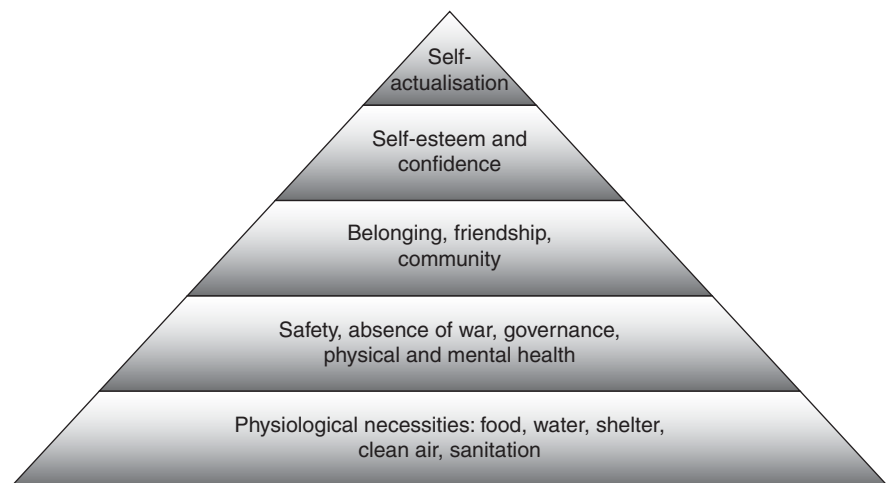 Self-
actualisation
Self-esteem and
confidence
Belonging, friendship,
community
Safety, absence of war, governance,
physical and mental health
Physiological necessities: food, water, shelter,
clean air, sanitation